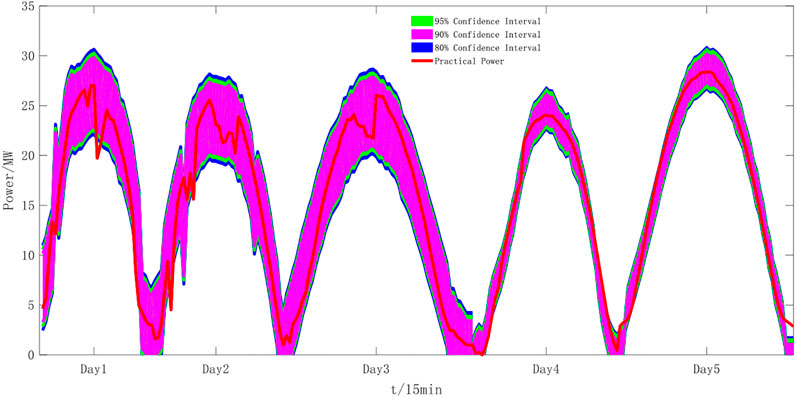 35
30
25
20
15
10
5
0
Power/MW
95% Confidence Interval
90% Confidence Interval
80% Confidence Interval
Practical Power
Day1 Day2 Day3 Day4 Day5
t/15min